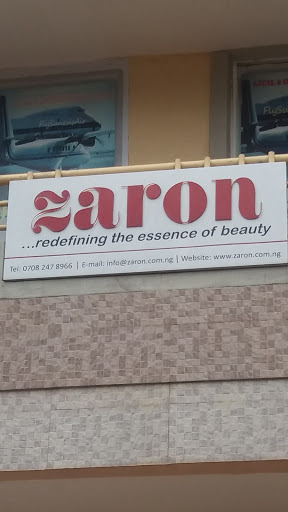 zaron
...redefining the essence of beauty
Tel: 0708 247 8966 | E-mail: info@zaron.com.ng | Website: www.zaron.com.ng